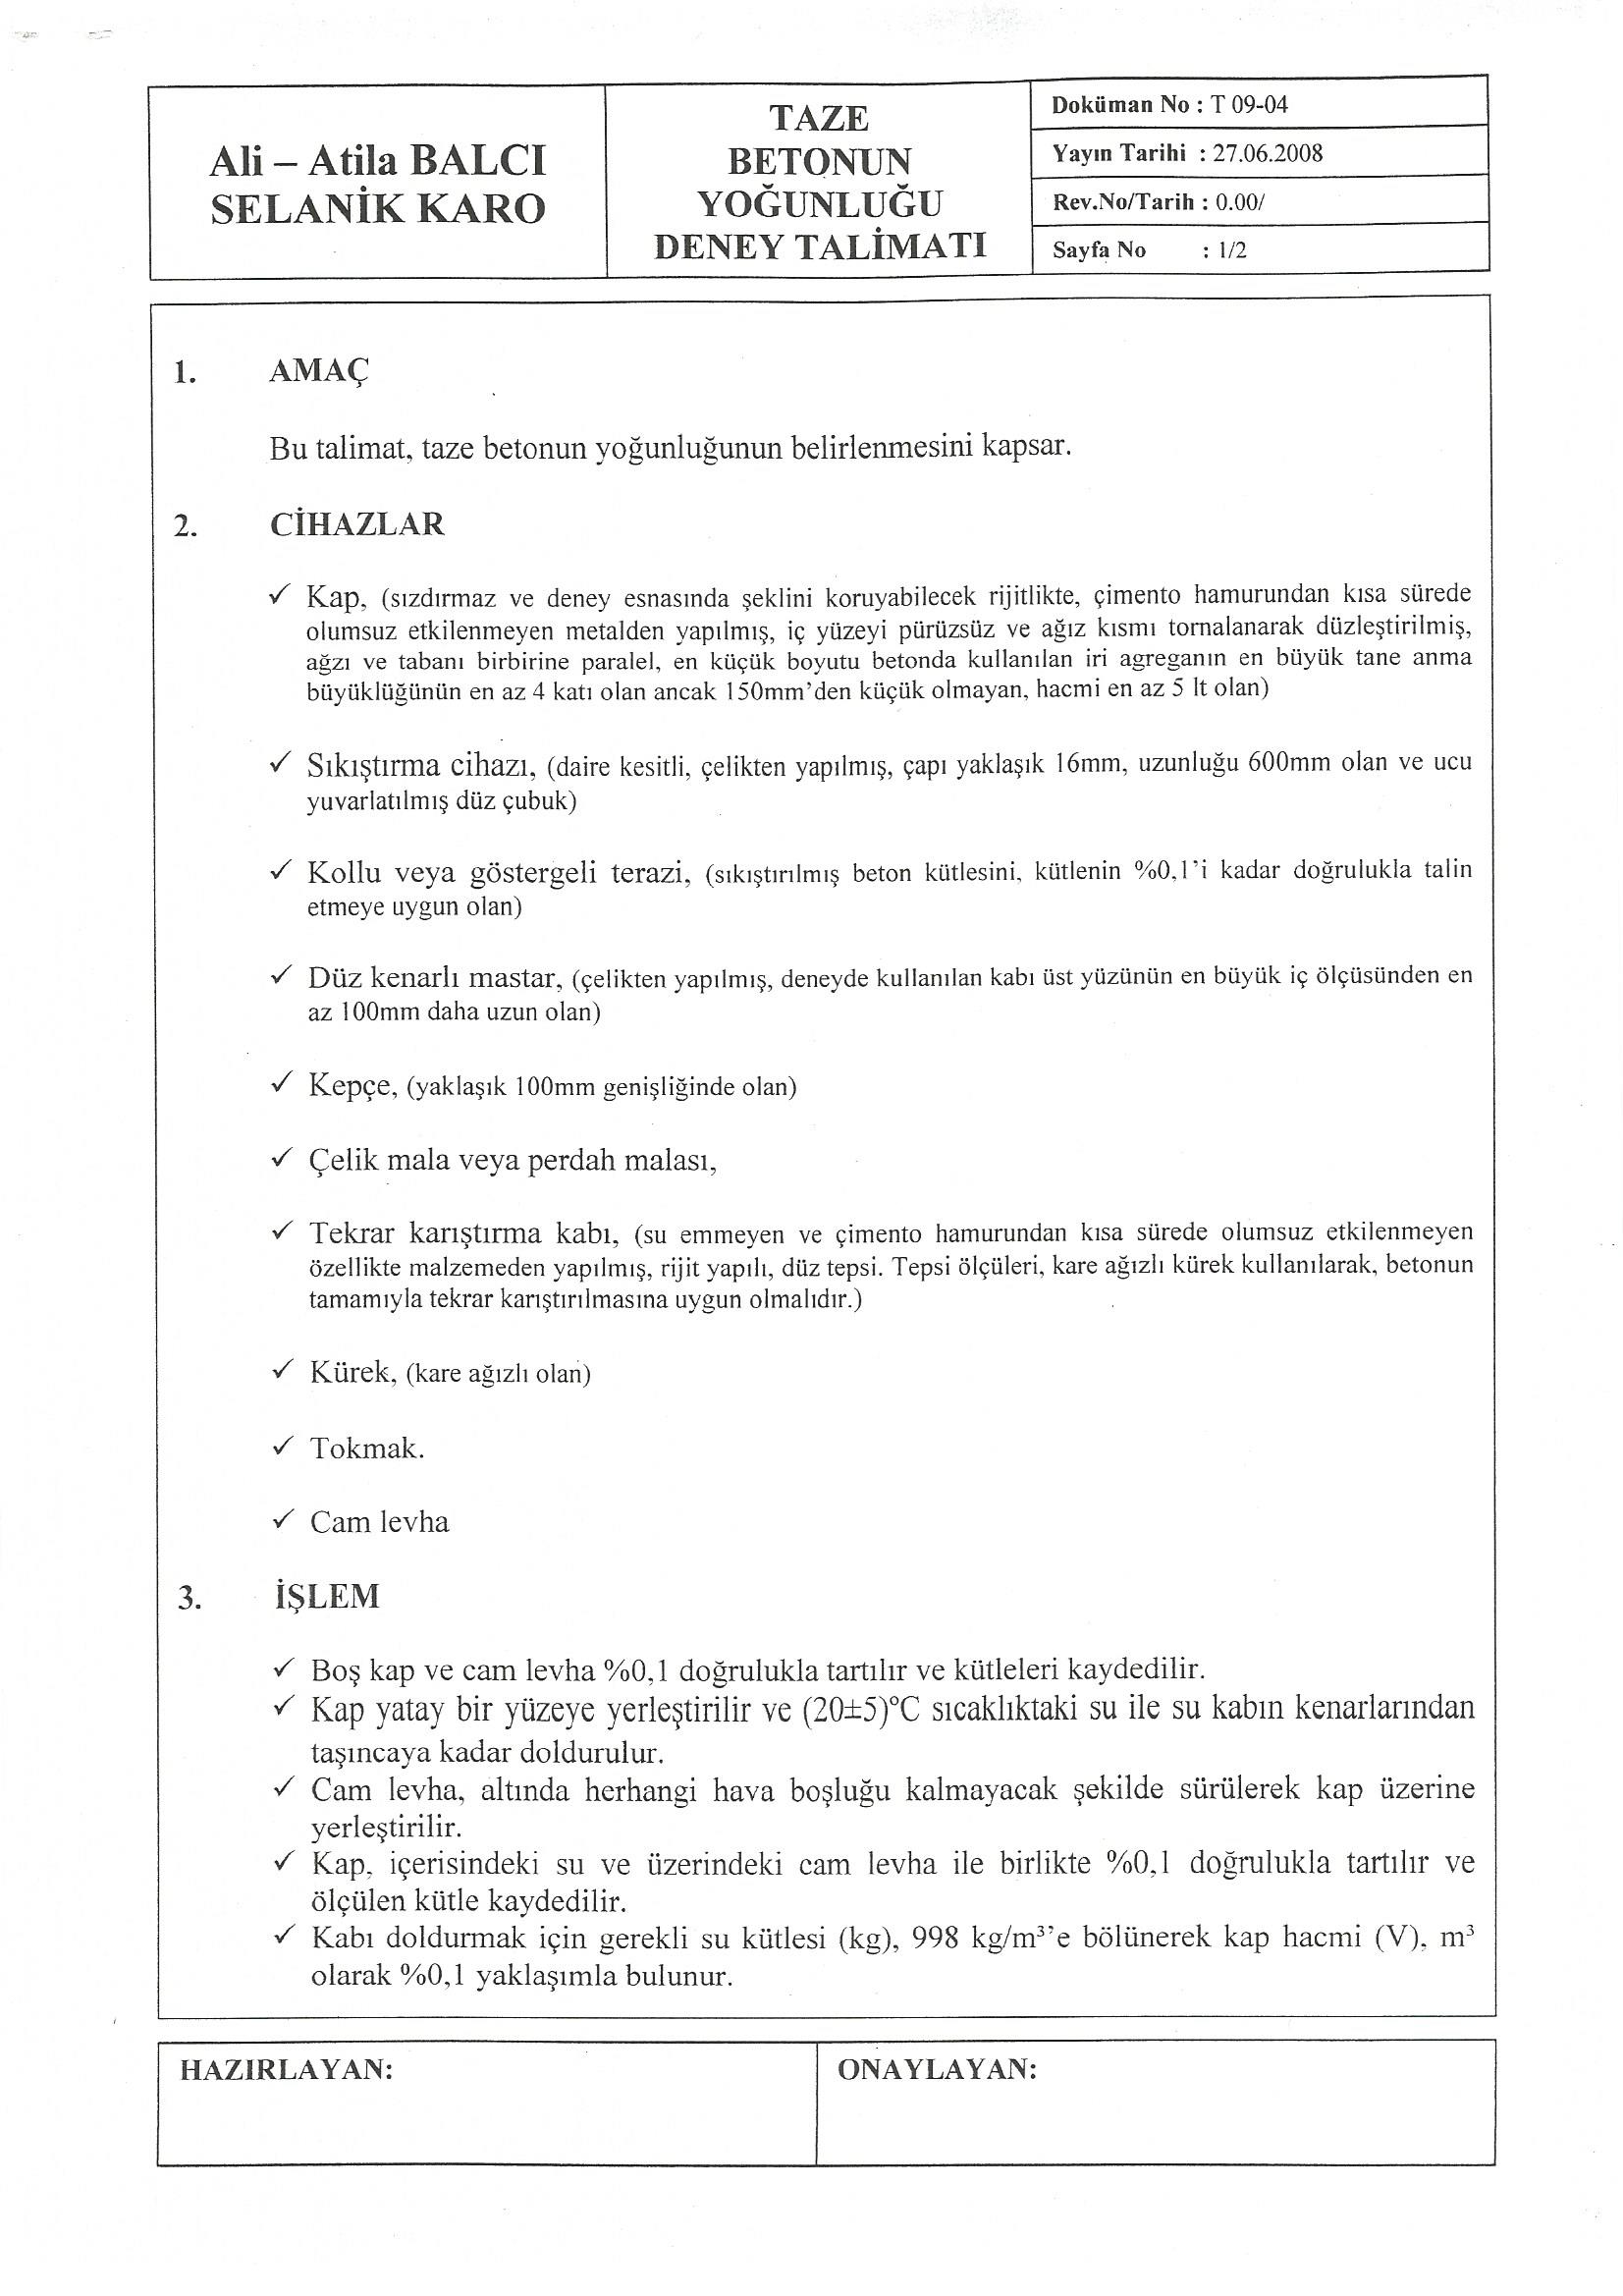 Ali – Atila BALCI
SELANİK KARO
TAZE
BETONUN
YOĞUNLUĞU
DENEY TALİMATI
Doküman No : T 09-04
Yayın Tarihi : 27.06.2008
Rev.No/Tarih : 0.00/
Sayfa No : 1/2
1. AMAÇ
Bu talimat, taze betonun yoğunluğunun belirlenmesini kapsar.
2. CİHAZLAR
✓ Kap, (sızdırmaz ve deney esnasında şeklini koruyabilecek rijitlikte, çimento hamurundan kısa sürede
olumsuz etkilenmeyen metalden yapılmış, iç yüzeyi pürüzsüz ve ağız kısmı tornalanarak düzleştirilmiş,
ağzı ve tabanı birbirine paralel, en küçük boyutu betonda kullanılan iri agreganın en büyük tane anma
büyüklüğünün en az 4 katı olan ancak 150mm’den küçük olmayan, hacmi en az 5 lt olan)
✓ Sıkıştırma cihazı, (daire kesitli, çelikten yapılmış, çapı yaklaşık 16mm, uzunluğu 600mm olan ve ucu
yuvarlatılmış düz çubuk)
✓ Kollu veya göstergeli terazi, (sıkıştırılmış beton kütlesini, kütlenin %0,1’i kadar doğrulukla talin
etmeye uygun olan)
✓ Düz kenarlı mastar, (çelikten yapılmış, deneyde kullanılan kabı üst yüzünün en büyük iç ölçüsünden en
az 100mm daha uzun olan)
✓ Kepçe, (yaklaşık 100mm genişliğinde olan)
✓ Çelik mala veya perdah malası,
✓ Tekrar karıştırma kabı, (su emmeyen ve çimento hamurundan kısa sürede olumsuz etkilenmeyen
özellikte malzemeden yapılmış, rijit yapılı, düz tepsi. Tepsi ölçüleri, kare ağızlı kürek kullanılarak, betonun
tamamıyla tekrar karıştırılmasına uygun olmalıdır.)
✓ Kürek, (kare ağızlı olan)
✓ Tokmak.
✓ Cam levha
3. İŞLEM
✓ Boş kap ve cam levha %0,1 doğrulukla tartılır ve kütleleri kaydedilir.
✓ Kap yatay bir yüzeye yerleştirilir ve (20±5)ºC sıcaklıktaki su ile su kabın kenarlarından
taşıncaya kadar doldurulur.
✓ Cam levha, altında herhangi hava boşluğu kalmayacak şekilde sürülerek kap üzerine
yerleştirilir.
✓ Kap, içerisindeki su ve üzerindeki cam levha ile birlikte %0,1 doğrulukla tartılır ve
ölçülen kütle kaydedilir.
✓ Kabı doldurmak için gerekli su kütlesi (kg), 998 kg/m³’e bölünerek kap hacmi (V), m³
olarak %0,1 yaklaşımla bulunur.
HAZIRLAYAN:
ONAYLAYAN: